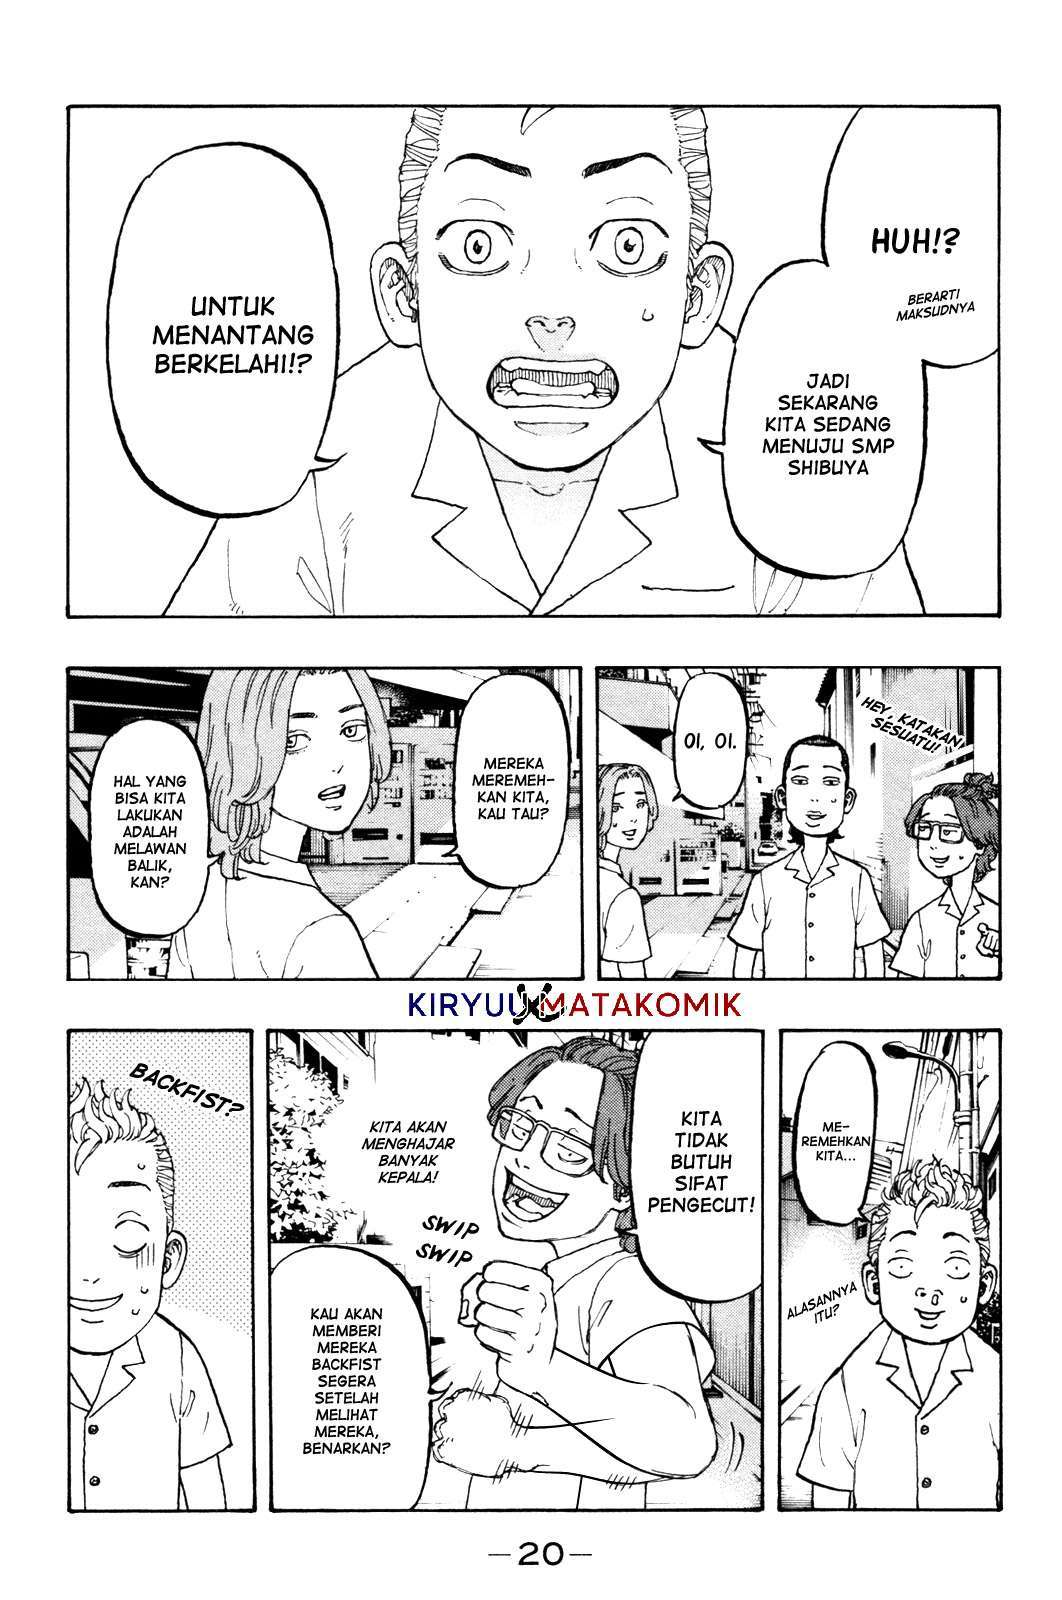 HUH!?
BERARTI
MAKSUDNYA
JADI
SEKARANG
KITA SEDANG
MENUJU SMP
SHIBUYA
UNTUK
MENANTANG
BERKELAHI!?
HEY, KATAKAN
SESUATU!
OI, OI.
MEREKA
MEREMEH-
KAN KITA,
KAU TAU?
HAL YANG
BISA KITA
LAKUKAN
ADALAH
MELAWAN
BALIK,
KAN?
KIRYUU X MATAKOMIK
ME-
REMEHKAN
KITA...
ALASANNYA
ITU?
KITA
TIDAK
BUTUH
SIFAT
PENGECUT!
KITA AKAN
MENGHAJAR
BANYAK
KEPALA!
SWIP
SWIP
KAU AKAN
MEMBERI
MEREKA
BACKFIST
SEGERA
SETELAH
MELIHAT
MEREKA,
BENARKAN?
BACKFIST?
—20—